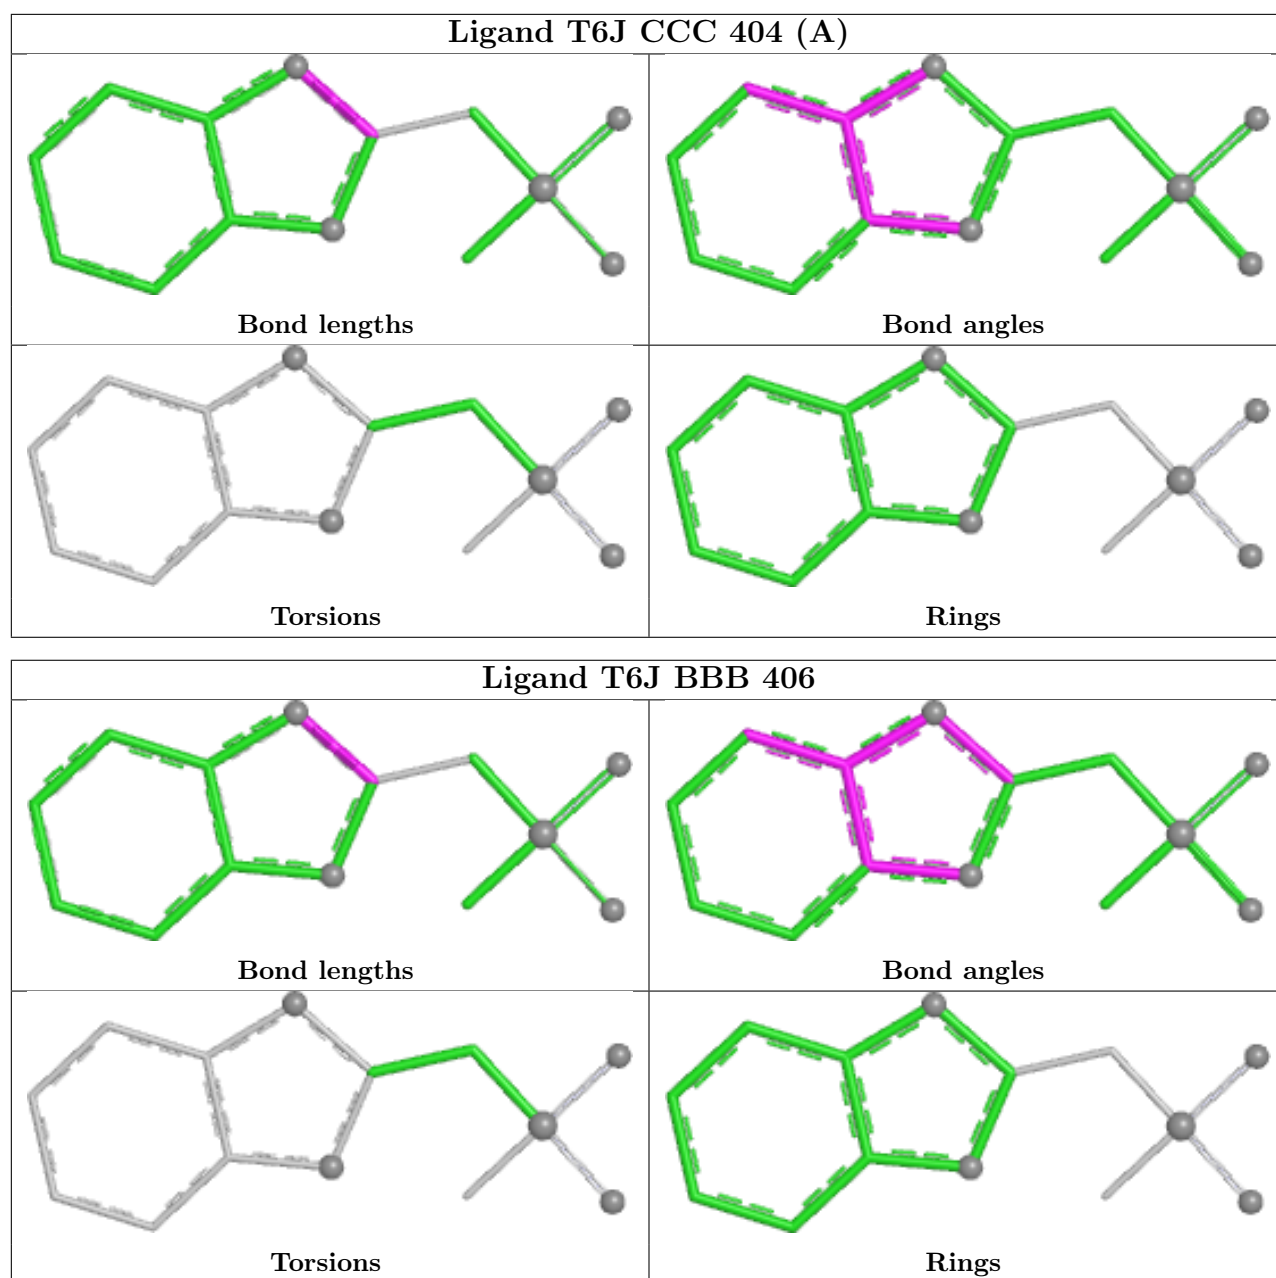 Ligand T6J CCC 404 (A)
Bond lengths
Bond angles
Torsions
Rings
Ligand T6J BBB 406
Bond lengths
Bond angles
Torsions
Rings